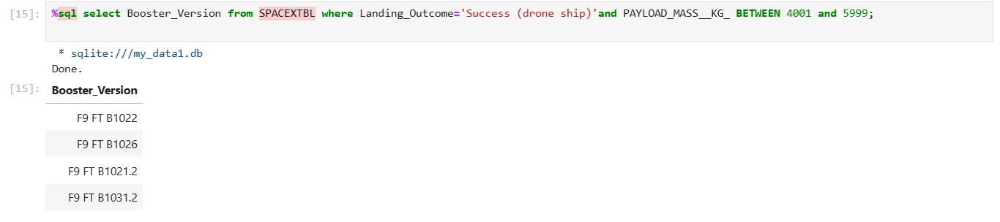 [15]: %sql select Booster_Version from SPACEXTBL where Landing_Outcome='Success (drone ship)'and PAYLOAD_MASS__KG_ BETWEEN 4001 and 5999;
* sqlite:///my_data1.db
Done.
[15]: Booster_Version
F9 FT B1022
F9 FT B1026
F9 FT B1021.2
F9 FT B1031.2